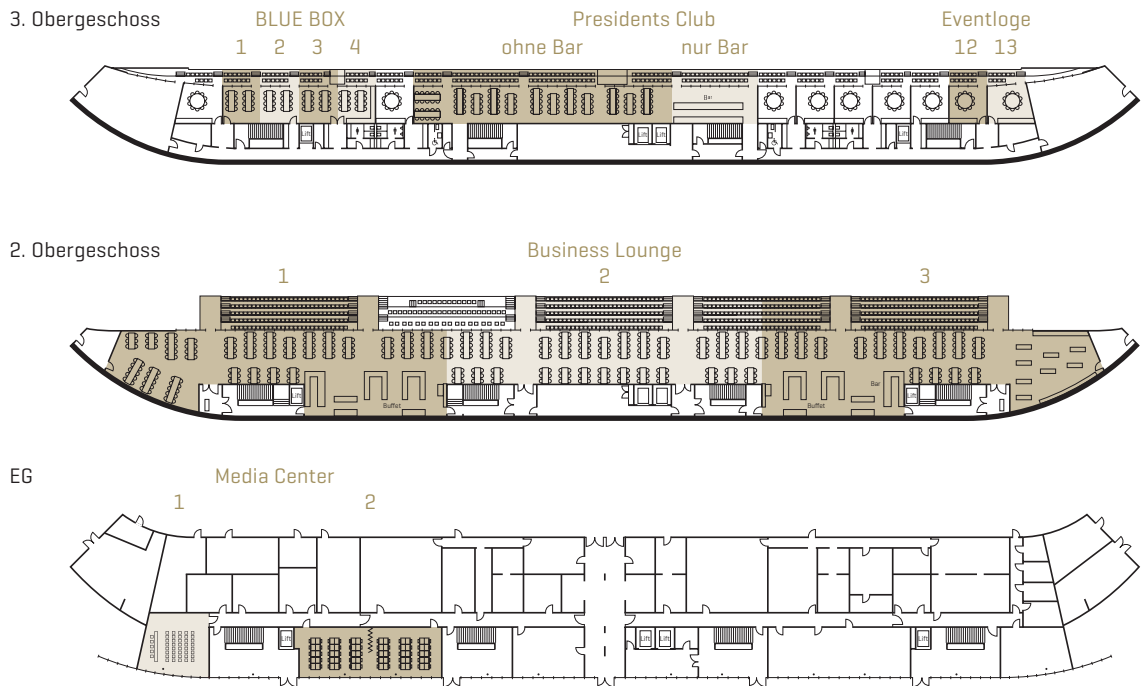 3. Obergeschoss BLUE BOX Presidents Club Eventloge
1 2 3 4 ohne Bar nur Bar 12 13
Bar
Lift Lift Lift Lift
2. Obergeschoss Business Lounge
1 2 3
Bar
Lift Lift
Buffet Buffet
EG Media Center
1 2
Lift Lift Lift Lift